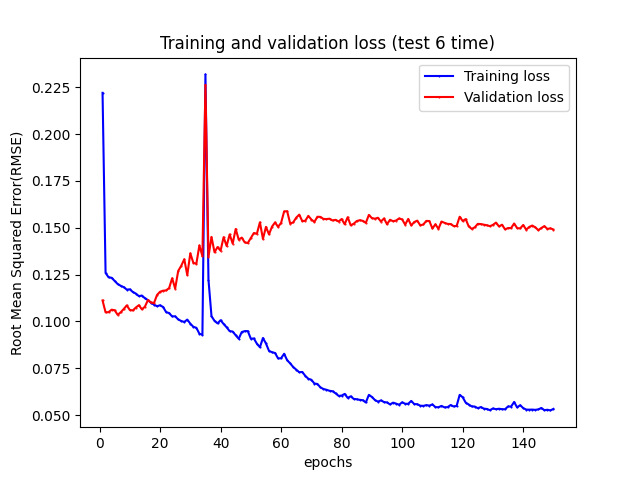 Training and validation loss (test 6 time)
Training loss
Validation loss
Root Mean Squared Error(RMSE)
0.225
0.200
0.175
0.150
0.125
0.100
0.075
0.050
0 20 40 60 80 100 120 140
epochs